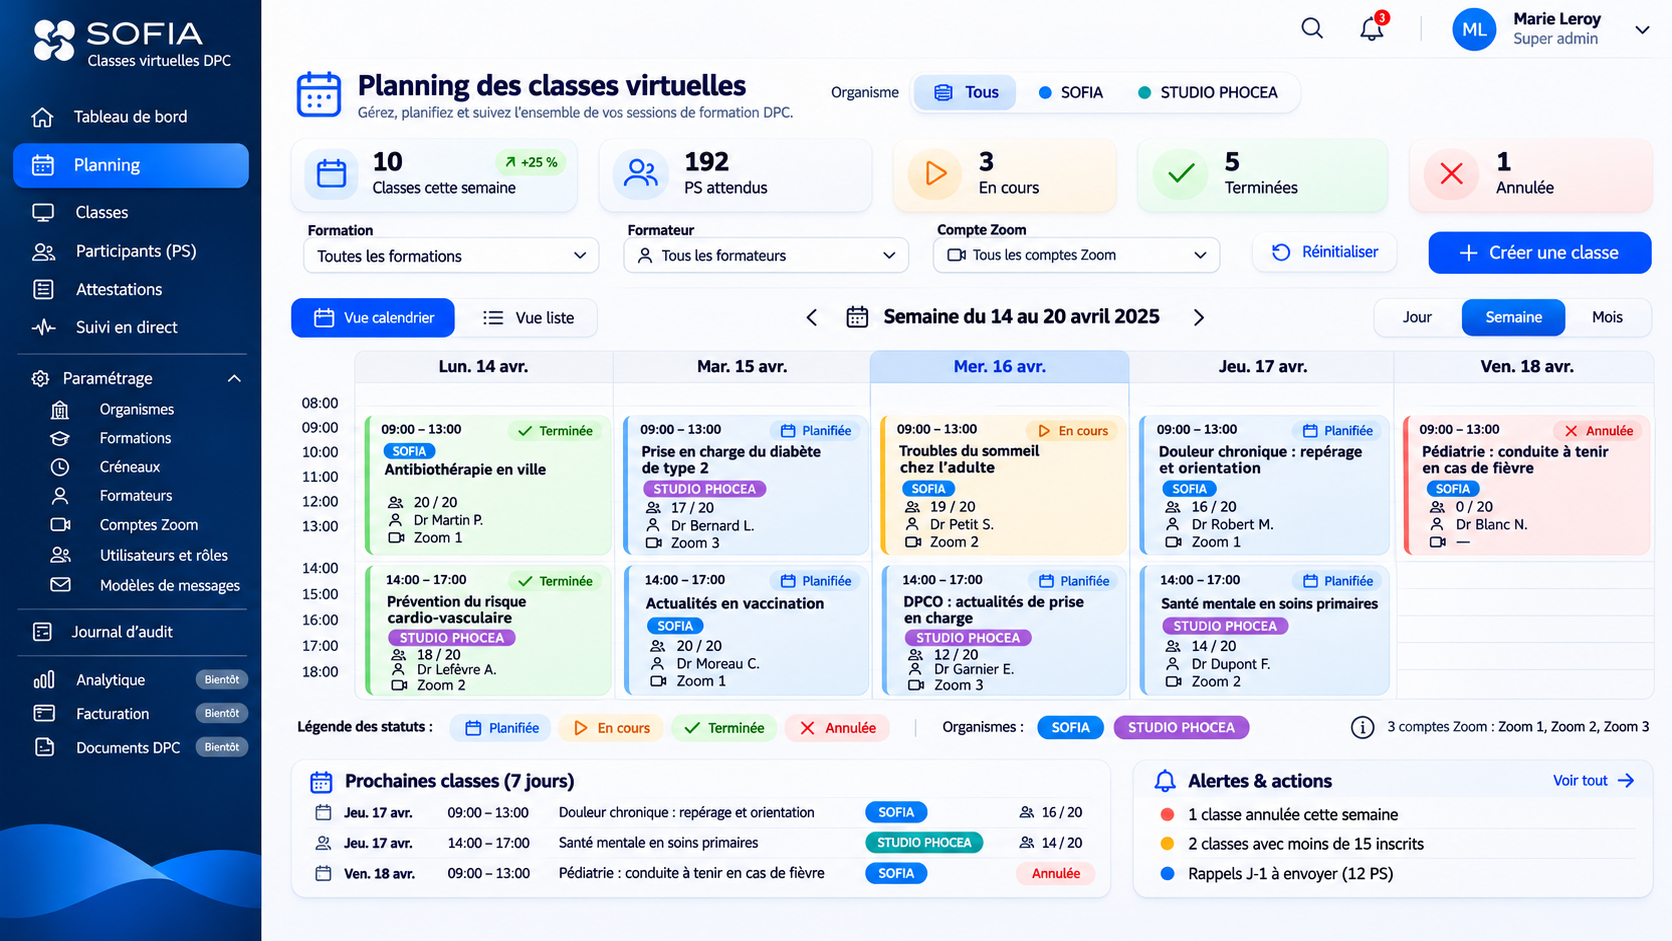 SOFIA
Classes virtuelles DPC
Tableau de bord
Planning
Classes
Participants (PS)
Attestations
Suivi en direct
Paramétrage
Organismes
Formations
Créneaux
Formateurs
Comptes Zoom
Utilisateurs et rôles
Modèles de messages
Journal d'audit
Analytique Bientôt
Facturation Bientôt
Documents DPC Bientôt
3
ML
Marie Leroy
Super admin
Planning des classes virtuelles
Gérez, planifiez et suivez l'ensemble de vos sessions de formation DPC.
Organisme Tous SOFIA STUDIO PHOCEA
10
Classes cette semaine
+25 %
192
PS attendus
3
En cours
5
Terminées
1
Annulée
Formation
Toutes les formations
Formateur
Tous les formateurs
Compte Zoom
Tous les comptes Zoom
Réinitialiser
Créer une classe
Vue calendrier
Vue liste
Semaine du 14 au 20 avril 2025
Jour
Semaine
Mois
Lun. 14 avr.
Mar. 15 avr.
Mer. 16 avr.
Jeu. 17 avr.
Ven. 18 avr.
08:00
09:00
10:00
11:00
12:00
13:00
14:00
15:00
16:00
17:00
18:00
09:00 – 13:00 Terminée
SOFIA
Antibiothérapie en ville
20 / 20
Dr Martin P.
Zoom 1
09:00 – 13:00 Planifiée
Prise en charge du diabète
de type 2
STUDIO PHOCEA
17 / 20
Dr Bernard L.
Zoom 3
09:00 – 13:00 En cours
Troubles du sommeil
chez l'adulte
SOFIA
19 / 20
Dr Petit S.
Zoom 2
09:00 – 13:00 Planifiée
Douleur chronique : repérage
et orientation
SOFIA
16 / 20
Dr Robert M.
Zoom 1
09:00 – 13:00 Annulée
Pédiatrie : conduite à tenir
en cas de fièvre
SOFIA
0 / 20
Dr Blanc N.
—
14:00 – 17:00 Terminée
Prévention du risque
cardio-vasculaire
STUDIO PHOCEA
18 / 20
Dr Lefèvre A.
Zoom 2
14:00 – 17:00 Planifiée
Actualités en vaccination
SOFIA
20 / 20
Dr Moreau C.
Zoom 1
14:00 – 17:00 Planifiée
DPCO : actualités de prise
en charge
STUDIO PHOCEA
12 / 20
Dr Garnier E.
Zoom 3
14:00 – 17:00 Planifiée
Santé mentale en soins primaires
STUDIO PHOCEA
14 / 20
Dr Dupont F.
Zoom 2
Légende des statuts : Planifiée En cours Terminée Annulée Organismes : SOFIA STUDIO PHOCEA
3 comptes Zoom : Zoom 1, Zoom 2, Zoom 3
Prochaines classes (7 jours)
Jeu. 17 avr. 09:00 – 13:00 Douleur chronique : repérage et orientation SOFIA 16 / 20
Jeu. 17 avr. 14:00 – 17:00 Santé mentale en soins primaires STUDIO PHOCEA 14 / 20
Ven. 18 avr. 09:00 – 13:00 Pédiatrie : conduite à tenir en cas de fièvre SOFIA Annulée
Alertes & actions
Voir tout
1 classe annulée cette semaine
2 classes avec moins de 15 inscrits
Rappels J-1 à envoyer (12 PS)